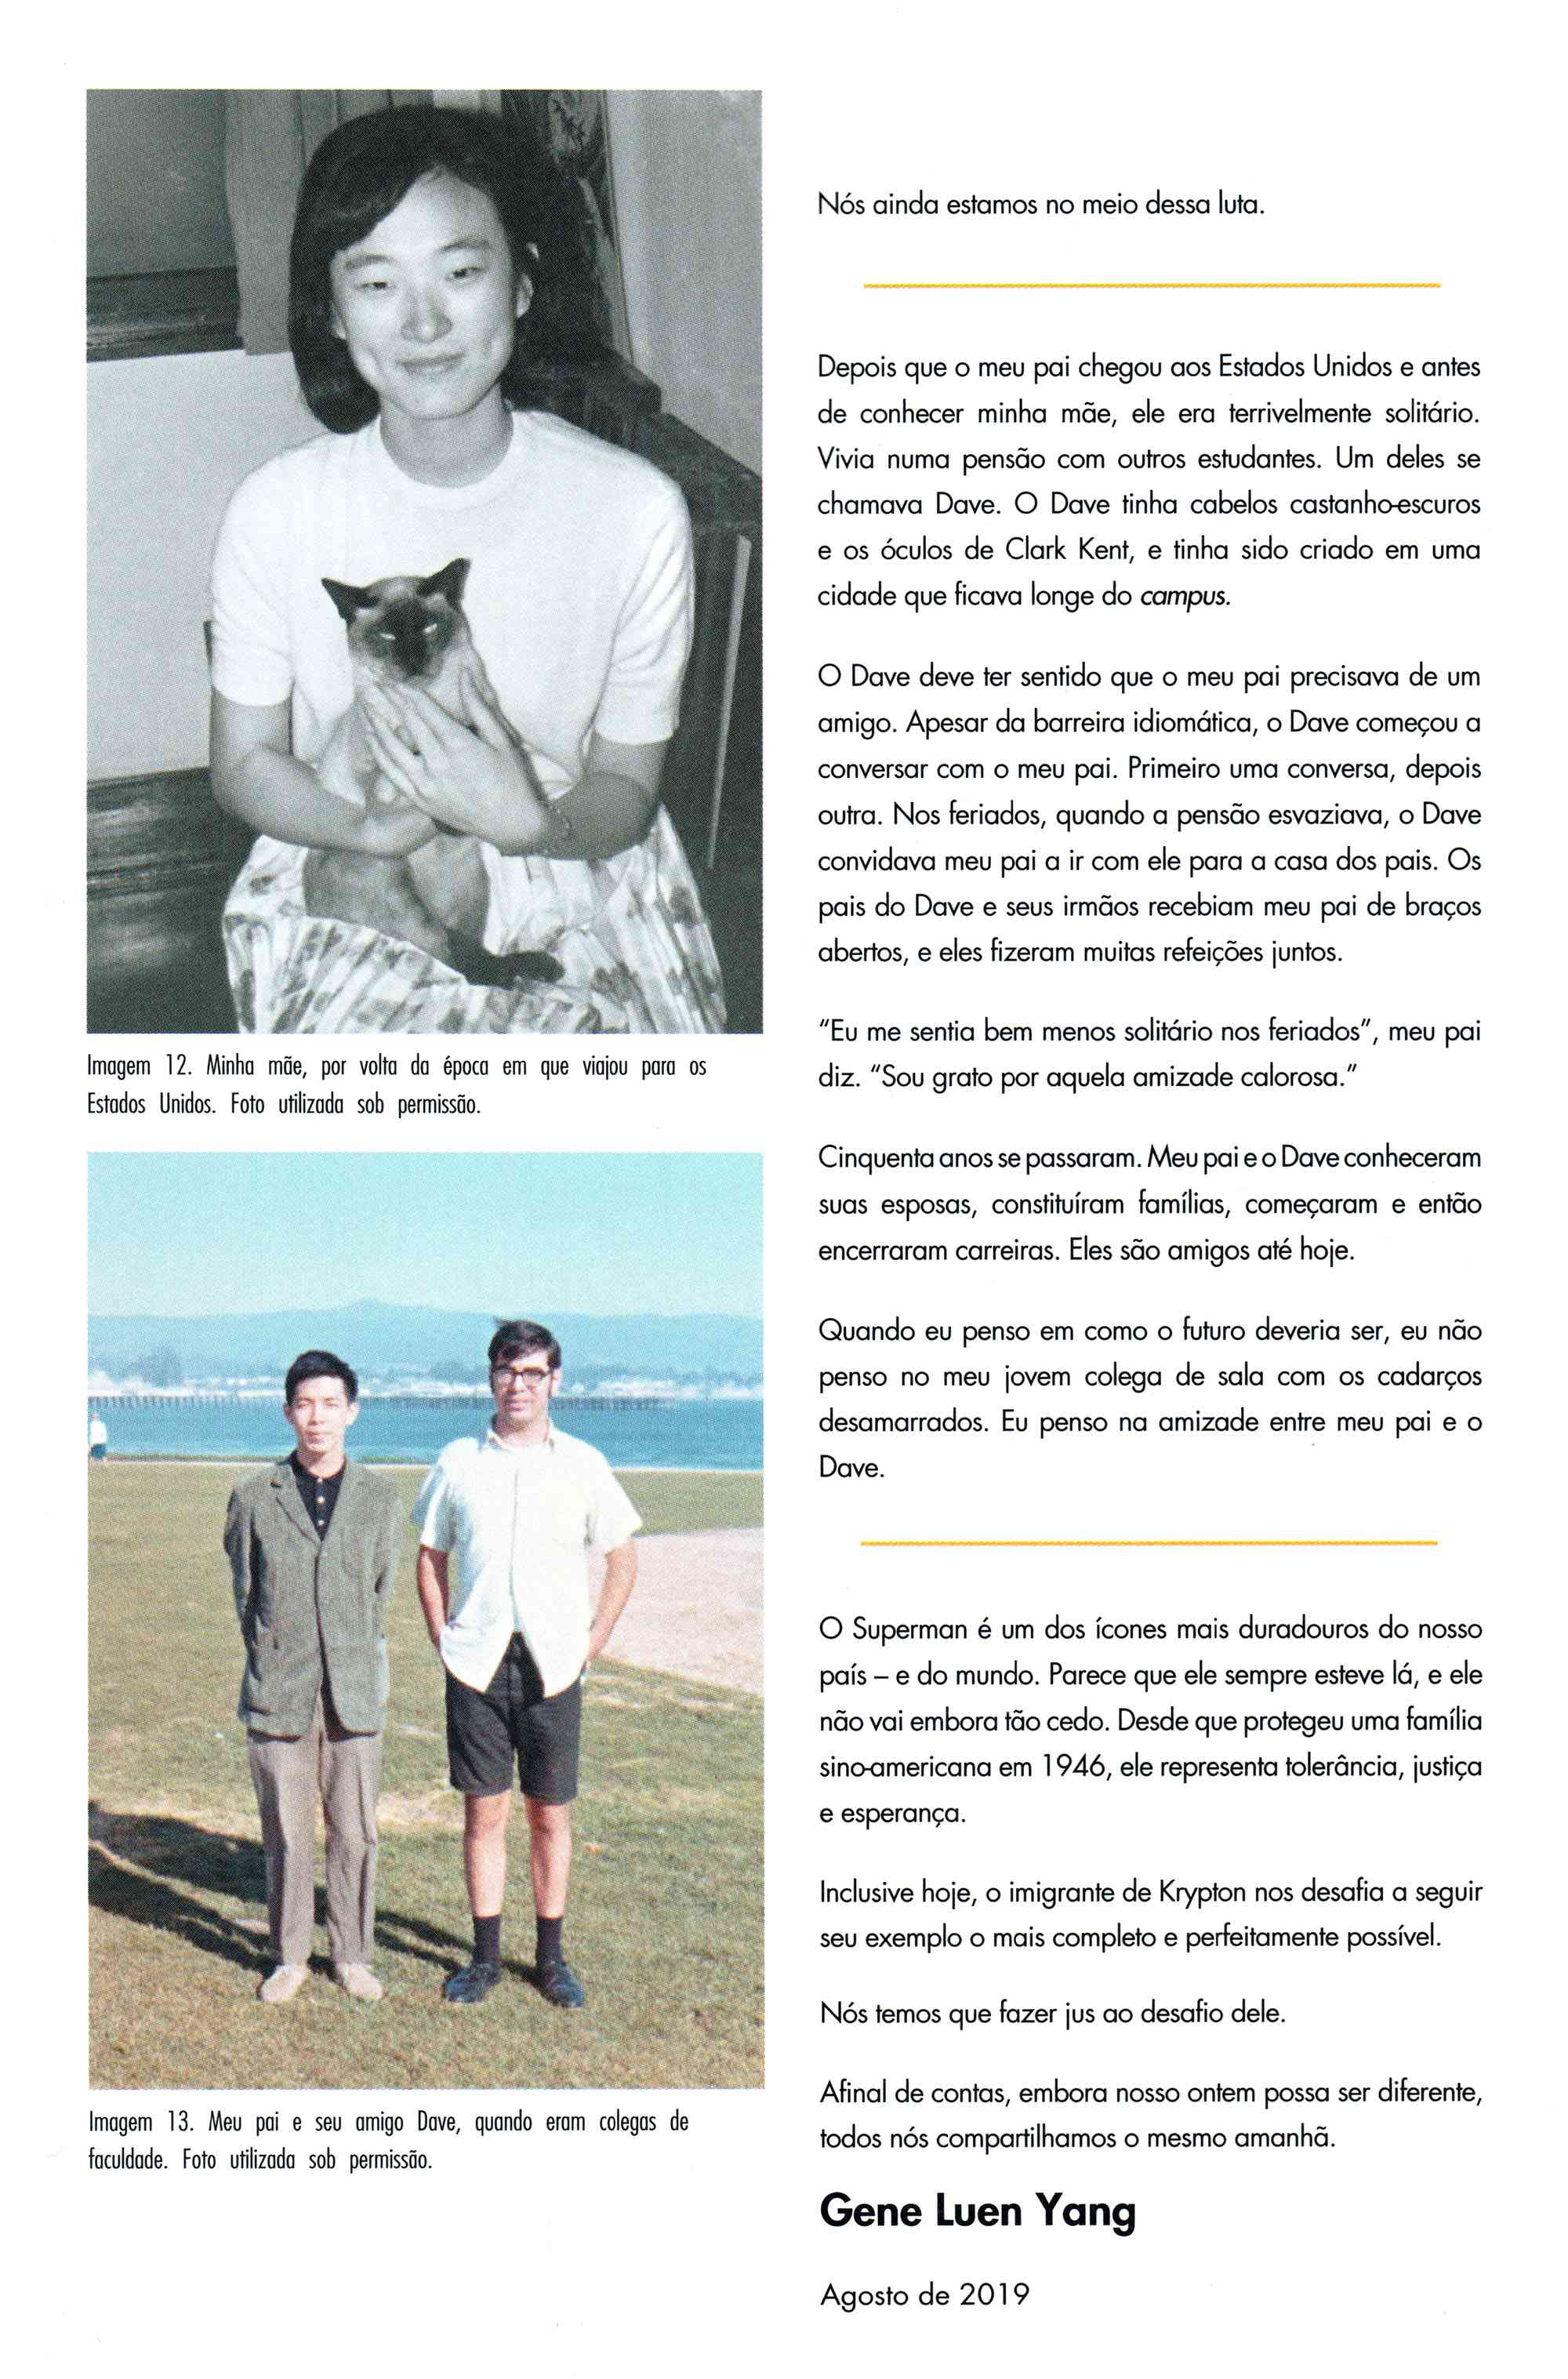 Imagem 12. Minha mãe, por volta da época em que viajou para os
Estados Unidos. Foto utilizada sob permissão.
Imagem 13. Meu pai e seu amigo Dave, quando eram colegas de
faculdade. Foto utilizada sob permissão.
Nós ainda estamos no meio dessa luta.
Depois que o meu pai chegou aos Estados Unidos e antes
de conhecer minha mãe, ele era terrivelmente solitário.
Vivia numa pensão com outros estudantes. Um deles se
chamava Dave. O Dave tinha cabelos castanho-escuros
e os óculos de Clark Kent, e tinha sido criado em uma
cidade que ficava longe do campus.
O Dave deve ter sentido que o meu pai precisava de um
amigo. Apesar da barreira idiomática, o Dave começou a
conversar com o meu pai. Primeiro uma conversa, depois
outra. Nos feriados, quando a pensão esvaziava, o Dave
convidava meu pai a ir com ele para a casa dos pais. Os
pais do Dave e seus irmãos recebiam meu pai de braços
abertos, e eles fizeram muitas refeições juntos.
"Eu me sentia bem menos solitário nos feriados", meu pai
diz. "Sou grato por aquela amizade calorosa."
Cinquenta anos se passaram. Meu pai e o Dave conheceram
suas esposas, constituíram famílias, começaram e então
encerraram carreiras. Eles são amigos até hoje.
Quando eu penso em como o futuro deveria ser, eu não
penso no meu jovem colega de sala com os cadarços
desamarrados. Eu penso na amizade entre meu pai e o
Dave.
O Superman é um dos ícones mais duradouros do nosso
país – e do mundo. Parece que ele sempre esteve lá, e ele
não vai embora tão cedo. Desde que protegeu uma família
sino-americana em 1946, ele representa tolerância, justiça
e esperança.
Inclusive hoje, o imigrante de Krypton nos desafia a seguir
seu exemplo o mais completo e perfeitamente possível.
Nós temos que fazer jus ao desafio dele.
Afinal de contas, embora nosso ontem possa ser diferente,
todos nós compartilhamos o mesmo amanhã.
Gene Luen Yang
Agosto de 2019